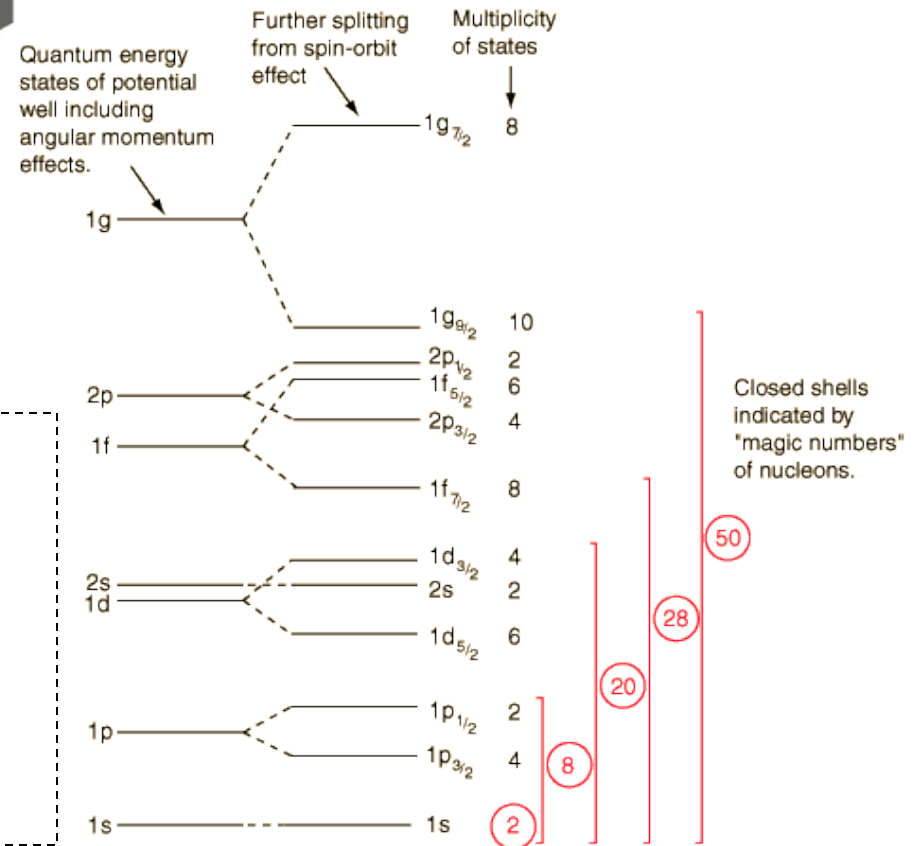 Quantum energy
states of potential
well including
angular momentum
effects.
Further splitting
from spin-orbit
effect
Multiplicity
of states
1g
1g7/2 8
1g9/2 10
2p
2p1/2 2
1f5/2 6
2p3/2 4
1f
1f7/2 8
1d3/2 4
2s
2s 2
1d
1d5/2 6
1p
1p1/2 2
1p3/2 4
1s
1s 2
8
20
28
50
Closed shells
indicated by
"magic numbers"
of nucleons.